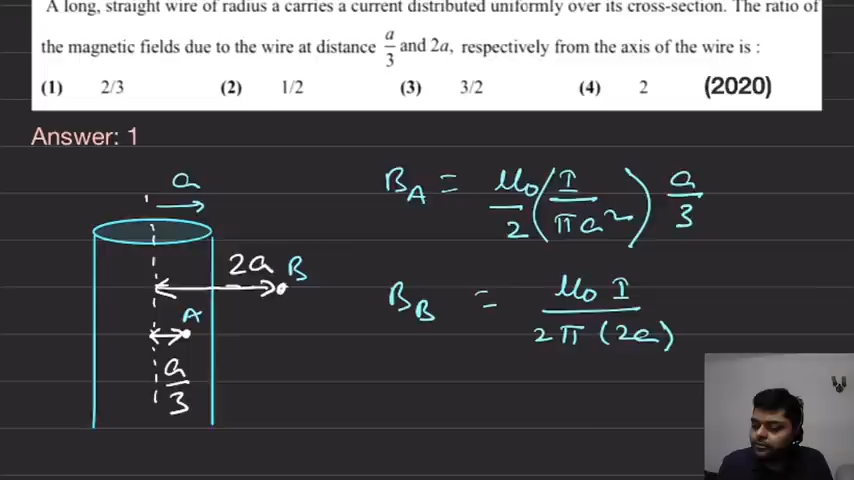 A long, straight wire of radius a carries a current distributed uniformly over its cross-section. The ratio of
the magnetic fields due to the wire at distance a/3 and 2a, respectively from the axis of the wire is :
(1) 2/3 (2) 1/2 (3) 3/2 (4) 2 (2020)
Answer: 1
a
2a B
A
a/3
B_A = μ₀/2 (I/πa²) a/3
B_B = μ₀ I / 2π (2a)